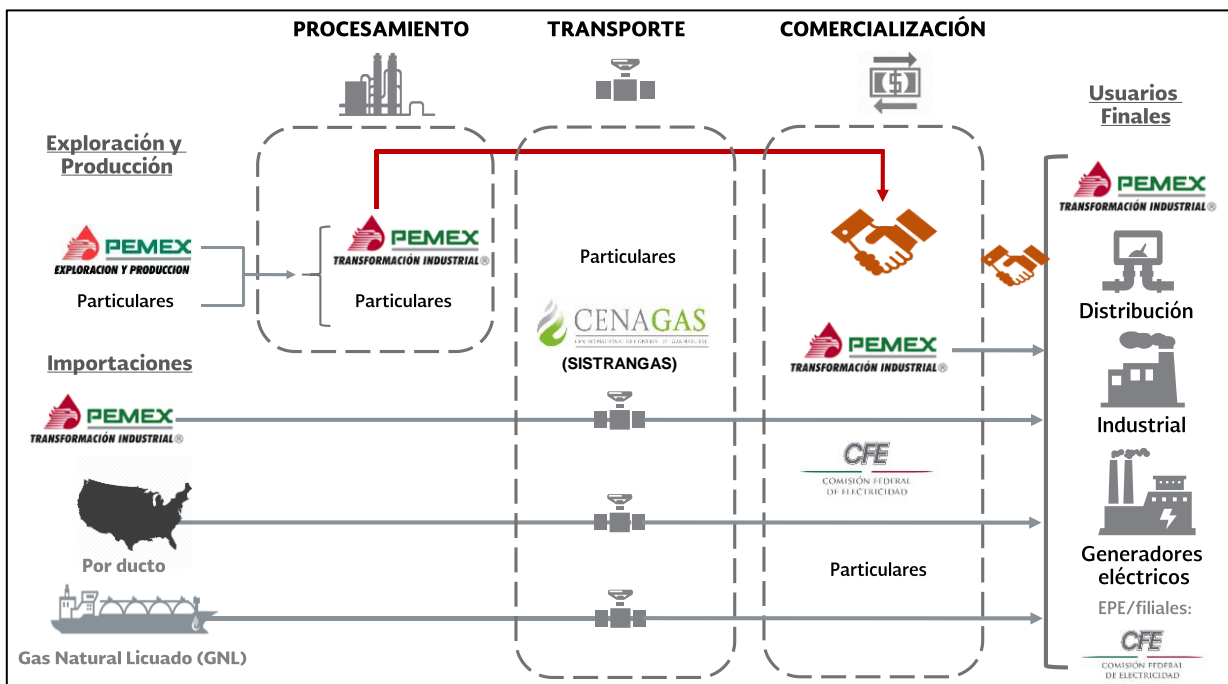 PROCESAMIENTO
TRANSPORTE
COMERCIALIZACIÓN
Usuarios
Finales
Exploración y
Producción
PEMEX
EXPLORACION Y PRODUCCION
Particulares
PEMEX
TRANSFORMACIÓN INDUSTRIAL®
Particulares
Particulares
CENAGAS
(SISTRANGAS)
PEMEX
TRANSFORMACIÓN INDUSTRIAL®
CFE
COMISIÓN FEDERAL
DE ELECTRICIDAD
Particulares
Importaciones
PEMEX
TRANSFORMACIÓN INDUSTRIAL®
Por ducto
Gas Natural Licuado (GNL)
PEMEX
TRANSFORMACIÓN INDUSTRIAL®
Distribución
Industrial
Generadores
eléctricos
EPE/filiales:
CFE
COMISIÓN FEDERAL
DE ELECTRICIDAD